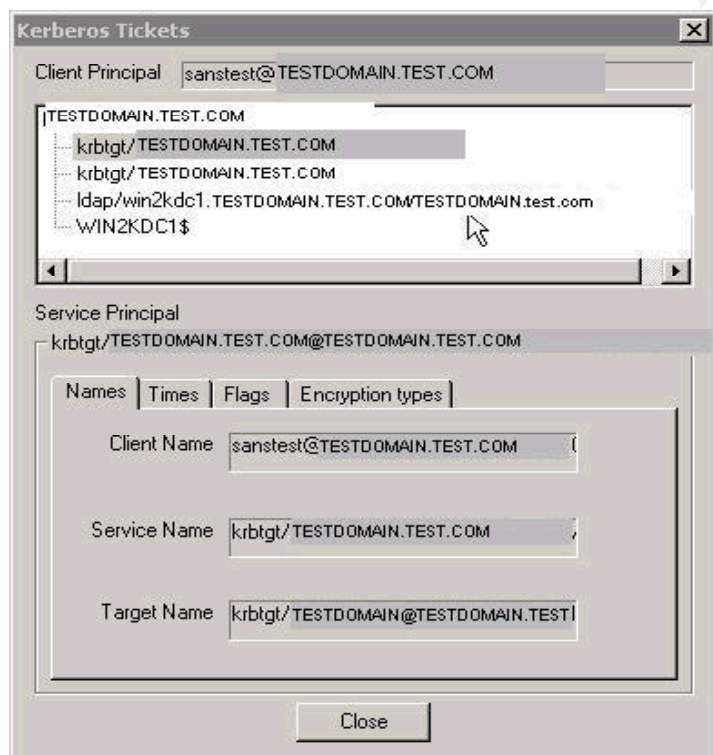 Kerberos Tickets
Client Principal sanstest@TESTDOMAIN.TEST.COM
TESTDOMAIN.TEST.COM
krbtgt/TESTDOMAIN.TEST.COM
krbtgt/TESTDOMAIN.TEST.COM
ldap/win2kdc1.TESTDOMAIN.TEST.COM/TESTDOMAIN.test.com
WIN2KDC1$
Service Principal
krbtgt/TESTDOMAIN.TEST.COM@TESTDOMAIN.TEST.COM
Names Times Flags Encryption types
Client Name sanstest@TESTDOMAIN.TEST.COM
Service Name krbtgt/TESTDOMAIN.TEST.COM
Target Name krbtgt/TESTDOMAIN@TESTDOMAIN.TEST
Close